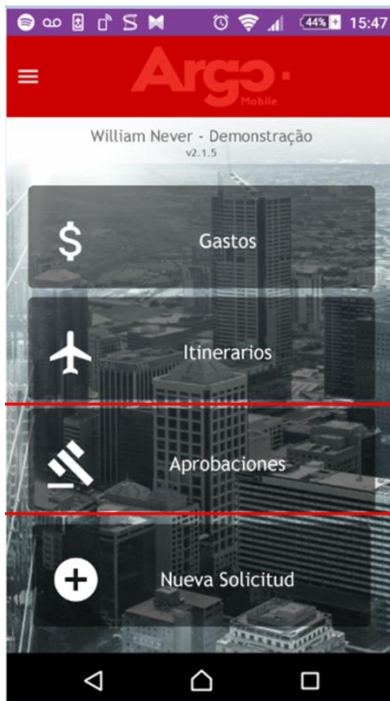 44%
15:47
Argo
Mobile
William Never - Demonstração
v2.1.5
Gastos
Itinerarios
Aprobaciones
Nueva Solicitud